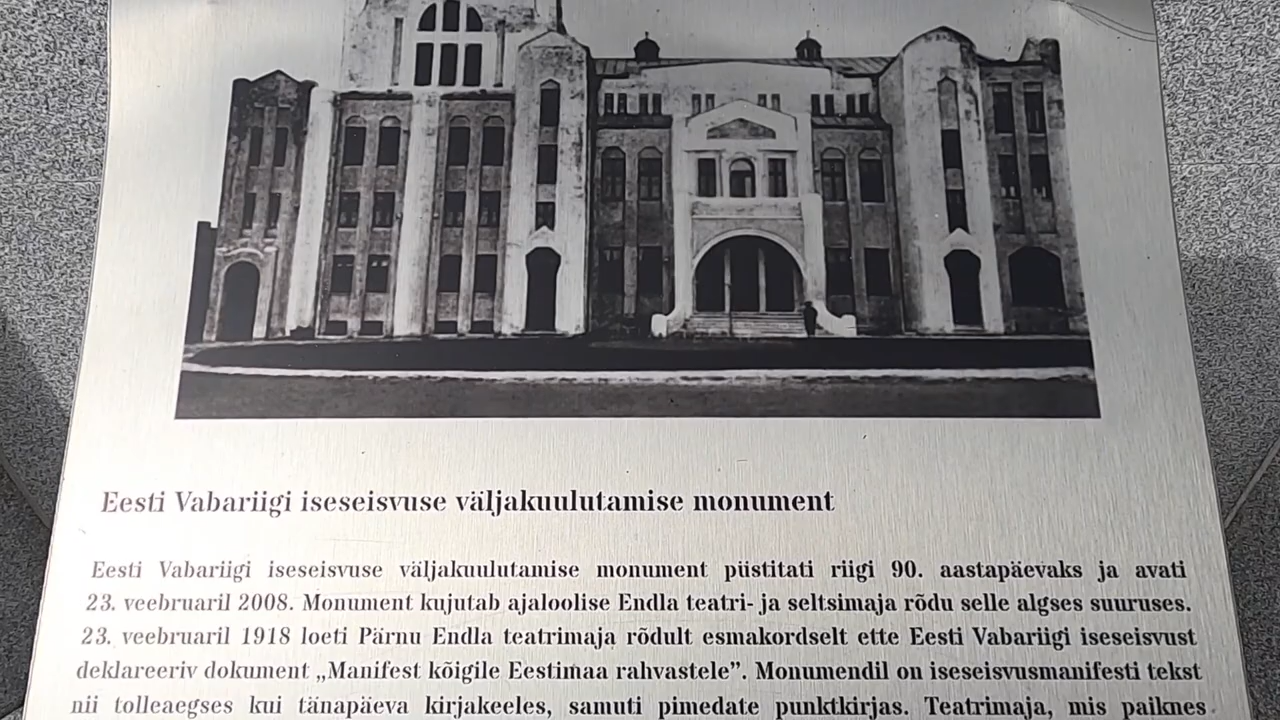 Eesti Vabariigi iseseisvuse väljakuulutamise monument
Eesti Vabariigi iseseisvuse väljakuulutamise monument püstitati riigi 90. aastapäevaks ja avati
23. veebruaril 2008. Monument kujutab ajaloolise Endla teatri- ja seltsimaja rõdu selle algses suuruses.
23. veebruaril 1918 loeti Pärnu Endla teatrimaja rõdult esmakordselt ette Eesti Vabariigi iseseisvust
deklareeriv dokument „Manifest kõigile Eestimaa rahvastele”. Monumendil on iseseisvusmanifesti tekst
nii tolleaegses kui tänapäeva kirjakeeles, samuti pimedate punktkirjas. Teatrimaja, mis paiknes